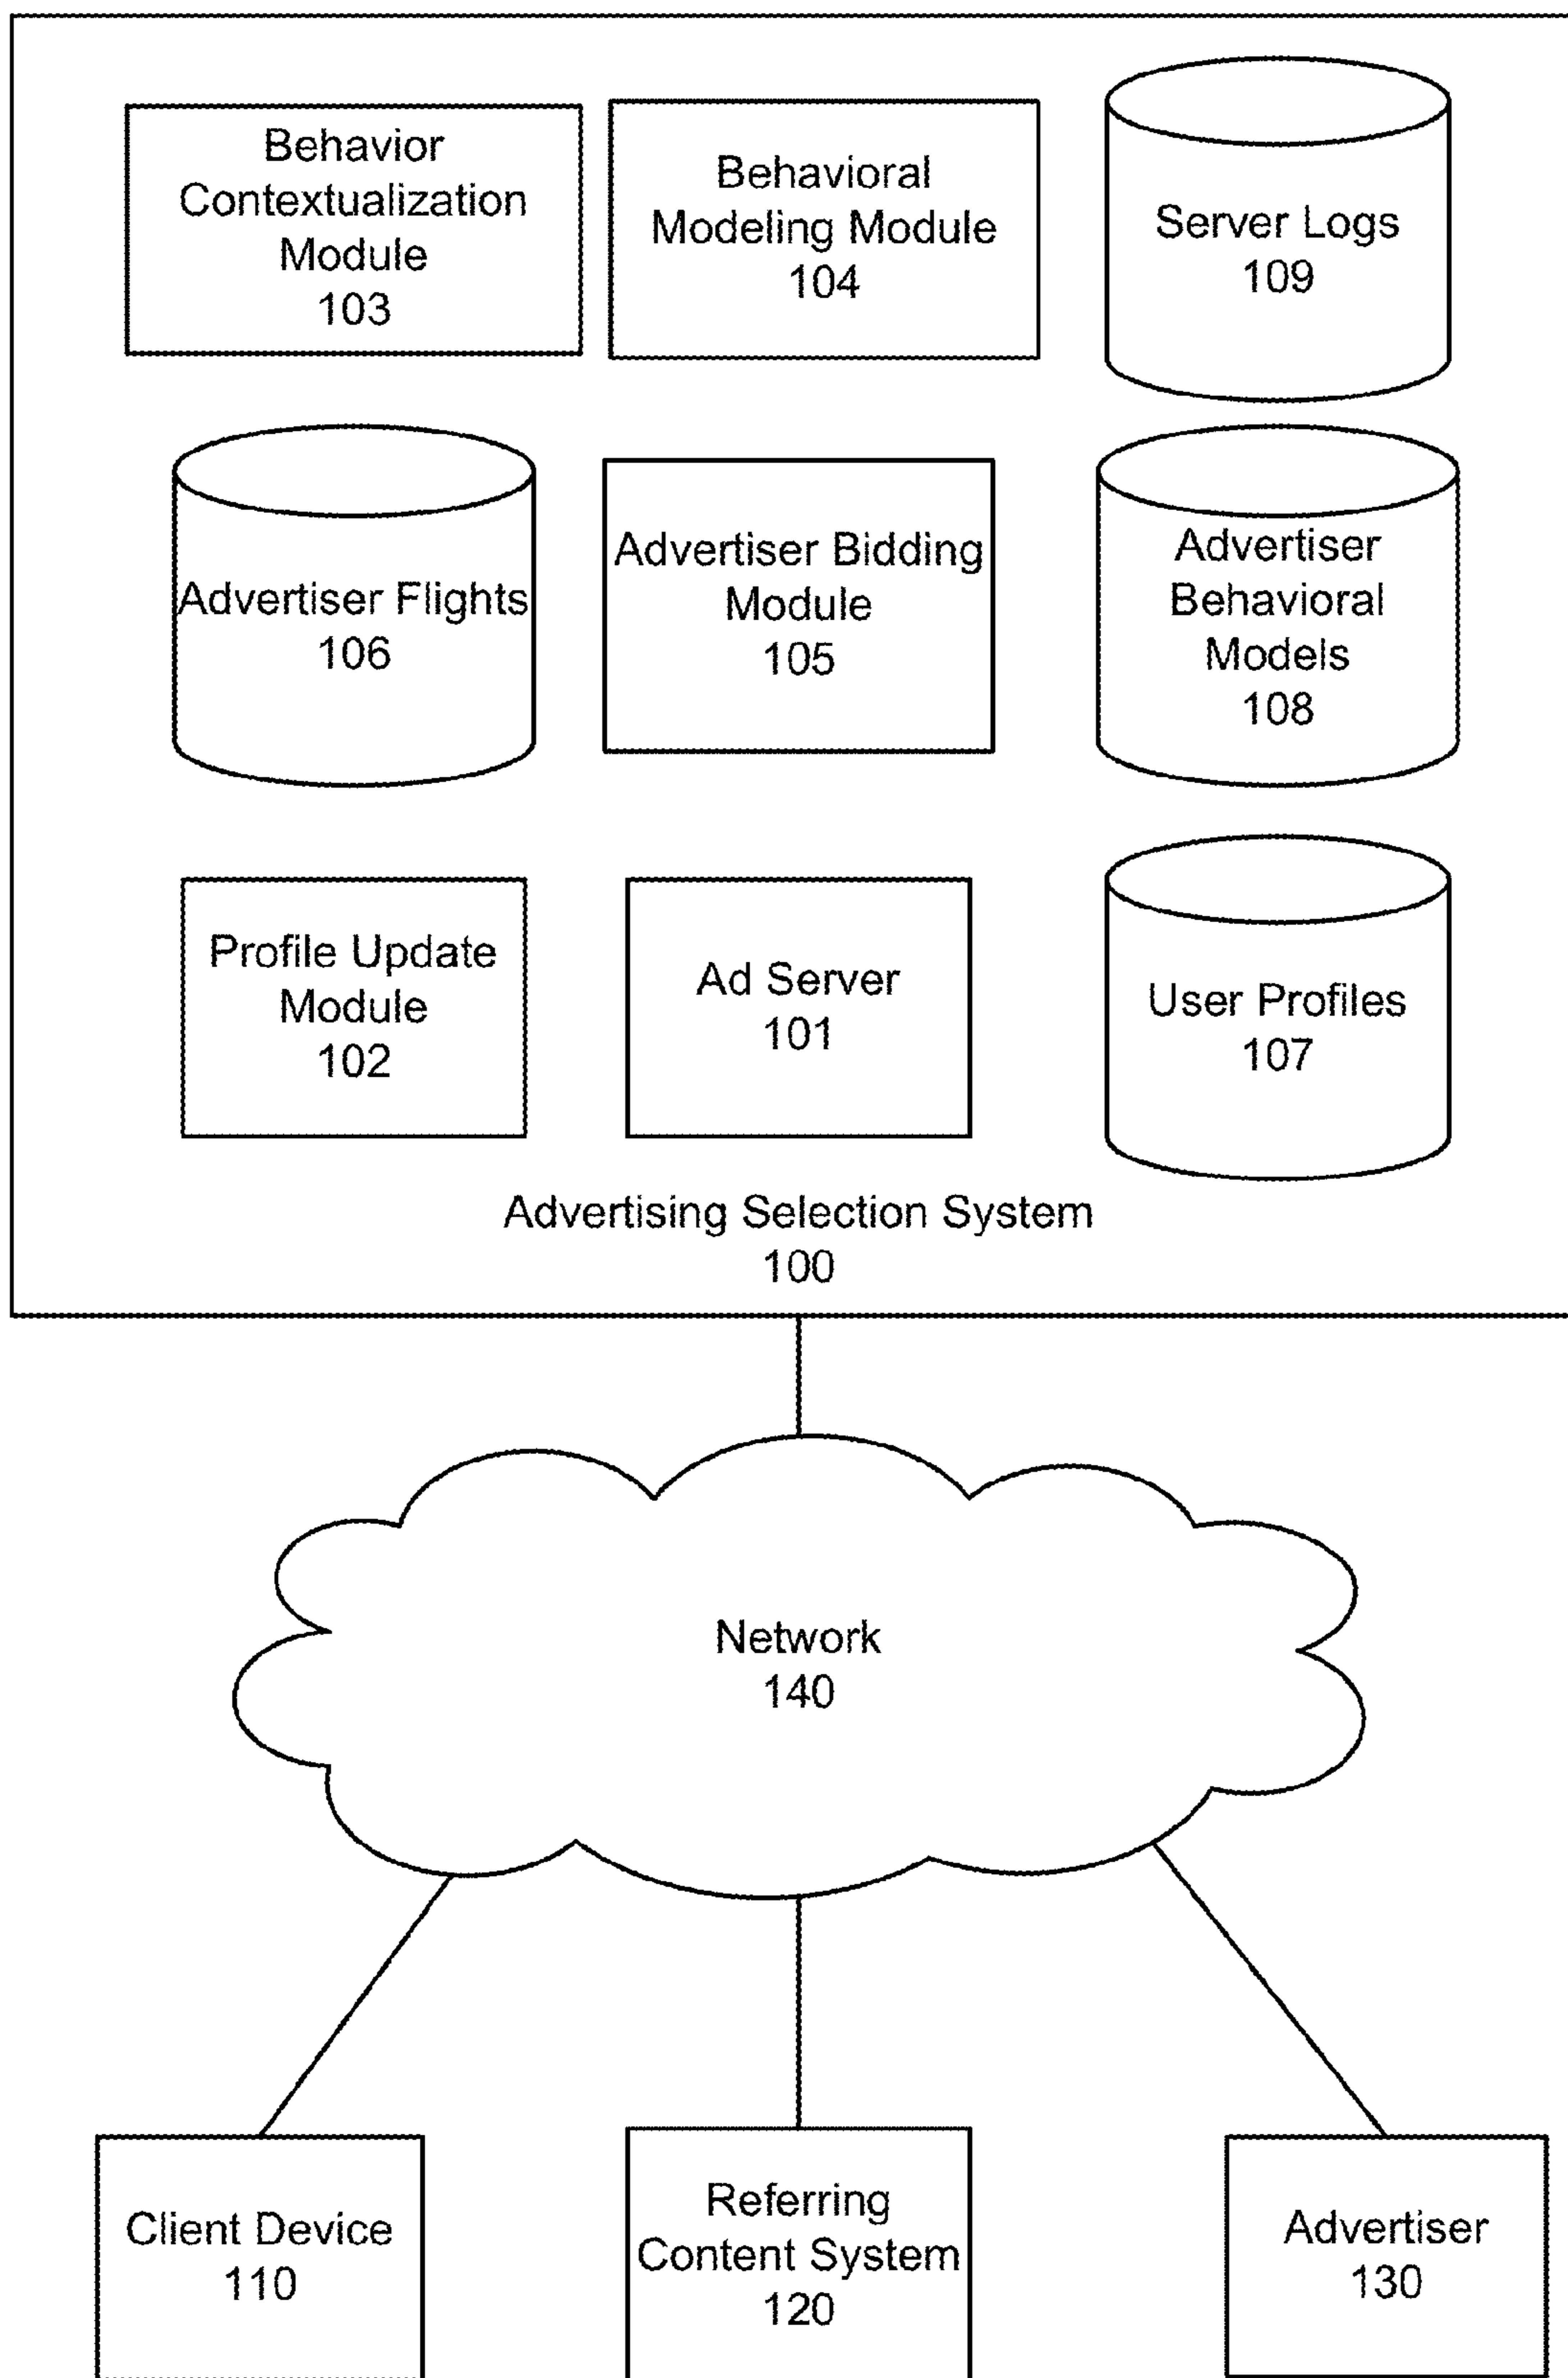 Behavior
Contextualization
Module
103
Behavioral
Modeling Module
104
Server Logs
109
Advertiser Flights
106
Advertiser Bidding
Module
105
Advertiser
Behavioral
Models
108
Profile Update
Module
102
Ad Server
101
User Profiles
107
Advertising Selection System
100
Network
140
Client Device
110
Referring
Content System
120
Advertiser
130